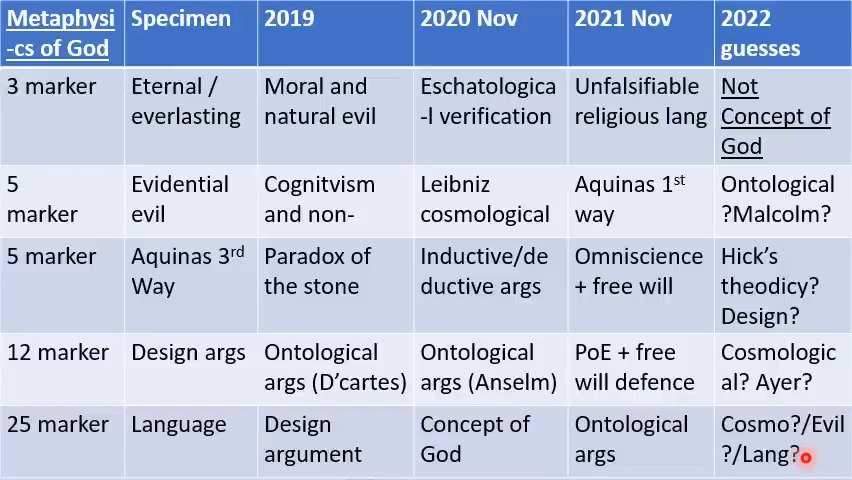 Metaphysi Specimen 2019 2020 Nov 2021 Nov 2022
-cs of God guesses
3 marker Eternal / Moral and Eschatologica Unfalsifiable Not
everlasting natural evil -l verification religious lang Concept of
God
5 Evidential Cognitvism Leibniz Aquinas 1st Ontological
marker evil and non- cosmological way ?Malcolm?
5 marker Aquinas 3rd Paradox of Inductive/de Omniscience Hick's
Way the stone ductive args + free will theodicy?
Design?
12 marker Design args Ontological Ontological PoE + free Cosmologic
args (D'cartes) args (Anselm) will defence al? Ayer?
25 marker Language Design Concept of Ontological Cosmo?/Evil
argument God args ?/Lang?